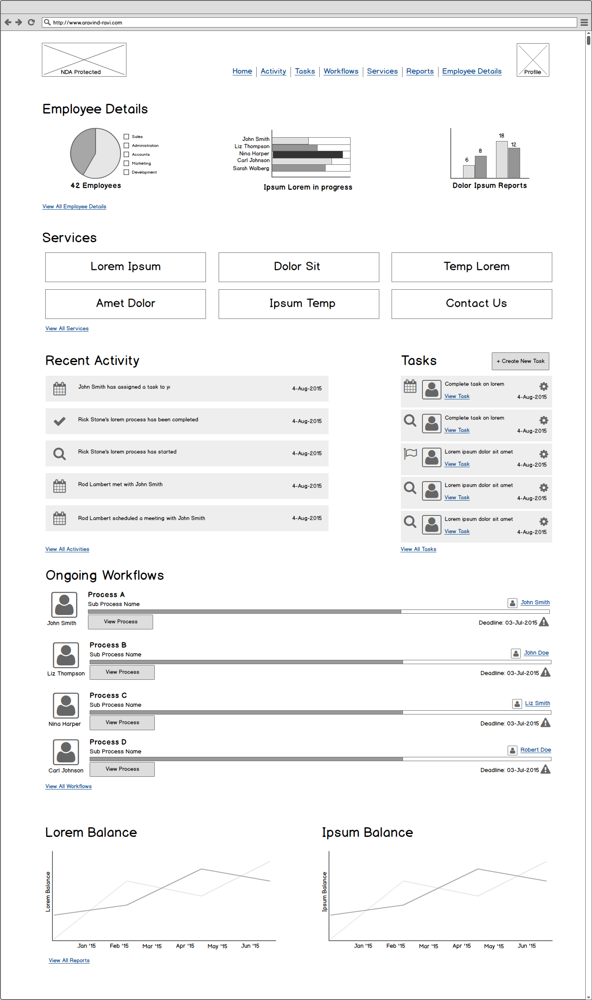 http://www.aravind-ravi.com
NDA Protected
Home
Activity
Tasks
Workflows
Services
Reports
Employee Details
Profile
Employee Details
Sales
Administration
Accounts
Marketing
Development
42 Employees
John Smith
Liz Thompson
Nina Harper
Carl Johnson
Sarah Walberg
Ipsum Lorem in progress
6
8
18
12
Dolor Ipsum Reports
View All Employee Details
Services
Lorem Ipsum
Dolor Sit
Temp Lorem
Amet Dolor
Ipsum Temp
Contact Us
View All Services
Recent Activity
John Smith has assigned a task to yo
4-Aug-2015
Rick Stone's lorem process has been completed
4-Aug-2015
Rick Stone's lorem process has started
4-Aug-2015
Rod Lambert met with John Smith
4-Aug-2015
Rod Lambert scheduled a meeting with John Smith
4-Aug-2015
View All Activities
Tasks
+ Create New Task
Complete task on lorem
View Task
4-Aug-2015
Complete task on lorem
View Task
4-Aug-2015
Lorem ipsum dolor sit amet
View Task
4-Aug-2015
Lorem ipsum dolor sit amet
View Task
4-Aug-2015
Lorem ipsum dolor sit amet
View Task
4-Aug-2015
View All Tasks
Ongoing Workflows
Process A
Sub Process Name
John Smith
John Smith
View Process
Deadline: 03-Jul-2015
Process B
Sub Process Name
John Doe
Liz Thompson
View Process
Deadline: 03-Jul-2015
Process C
Sub Process Name
Liz Smith
Nina Harper
View Process
Deadline: 03-Jul-2015
Process D
Sub Process Name
Robert Doe
Carl Johnson
View Process
Deadline: 03-Jul-2015
View All Workflows
Lorem Balance
Lorem Balance
Jan '15
Feb '15
Mar '15
Apr '15
May '15
Jun '15
Ipsum Balance
Ipsum Balance
Jan '15
Feb '15
Mar '15
Apr '15
May '15
Jun '15
View All Reports